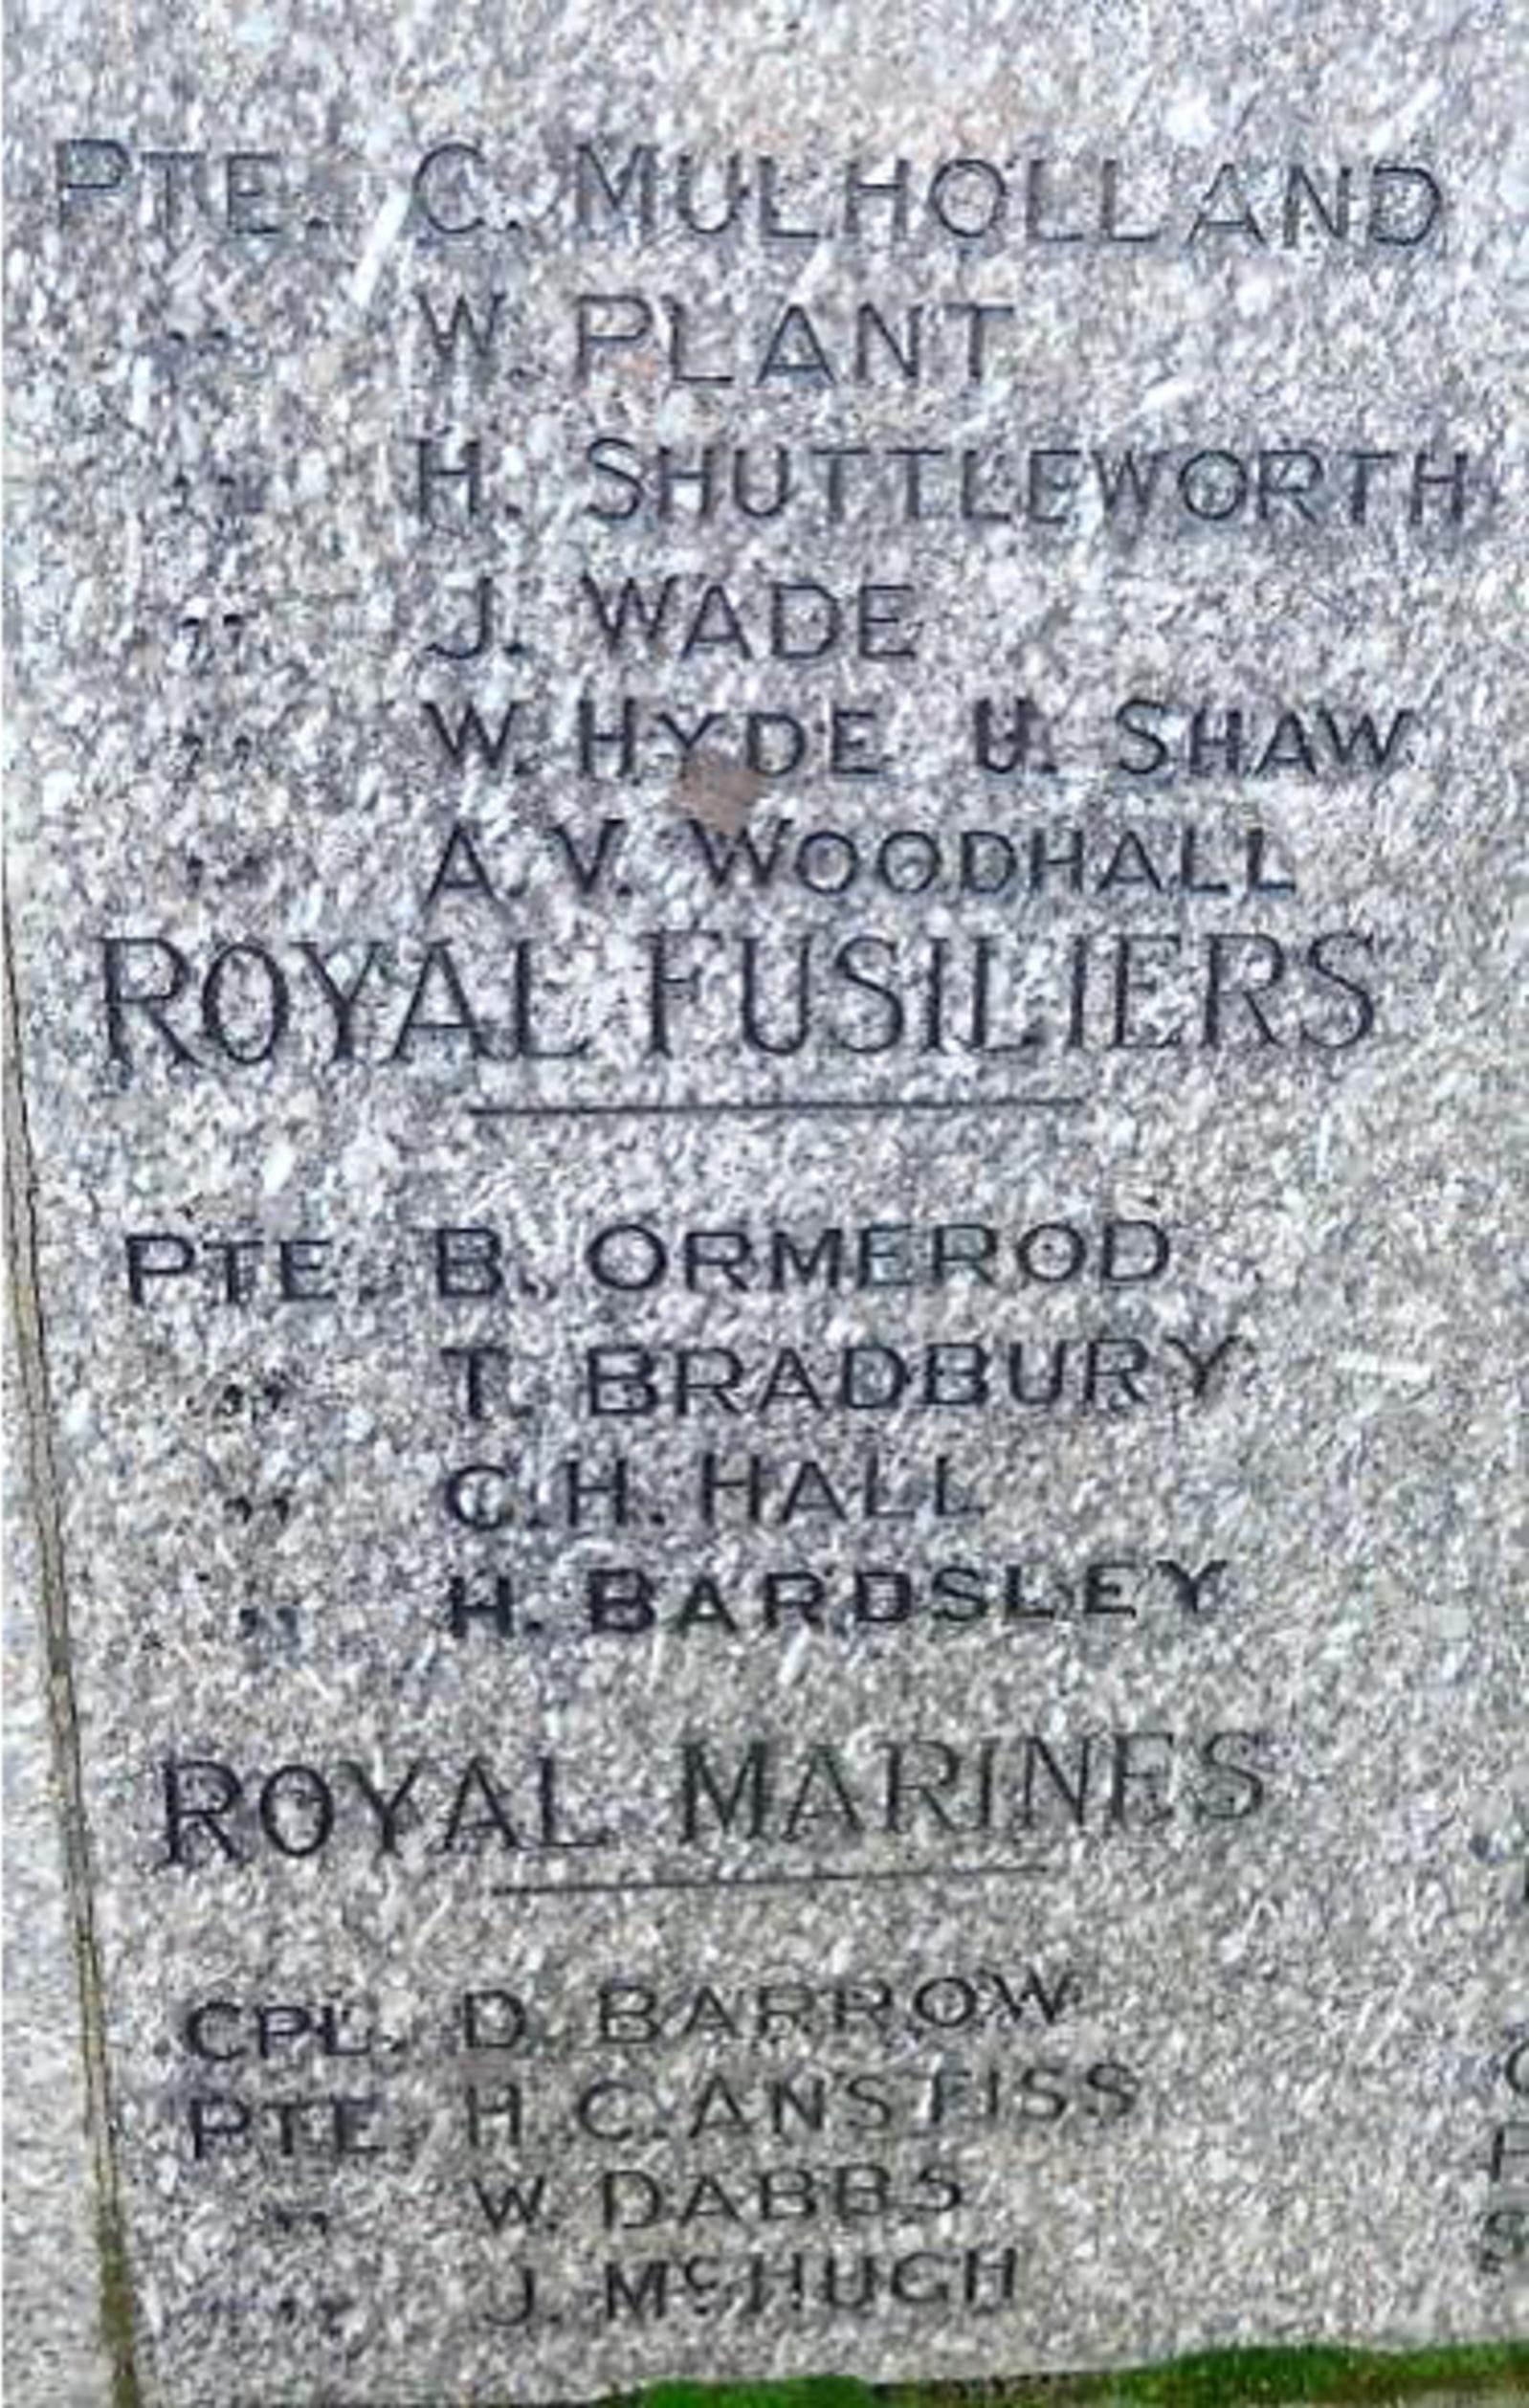 PTE. C. MULHOLLAND
" W. PLANT
" H. SHUTTLEWORTH
" J. WADE
" W. HYDE U. SHAW
" A. V. WOODHALL
ROYAL FUSILIERS
PTE. B. ORMEROD
" T. BRADBURY
" C. H. HALL
" H. BARDSLEY
ROYAL MARINES
CPL. D. BARROW
PTE. H. C. ANSTISS
" W. DABBS
" J. McHUGH